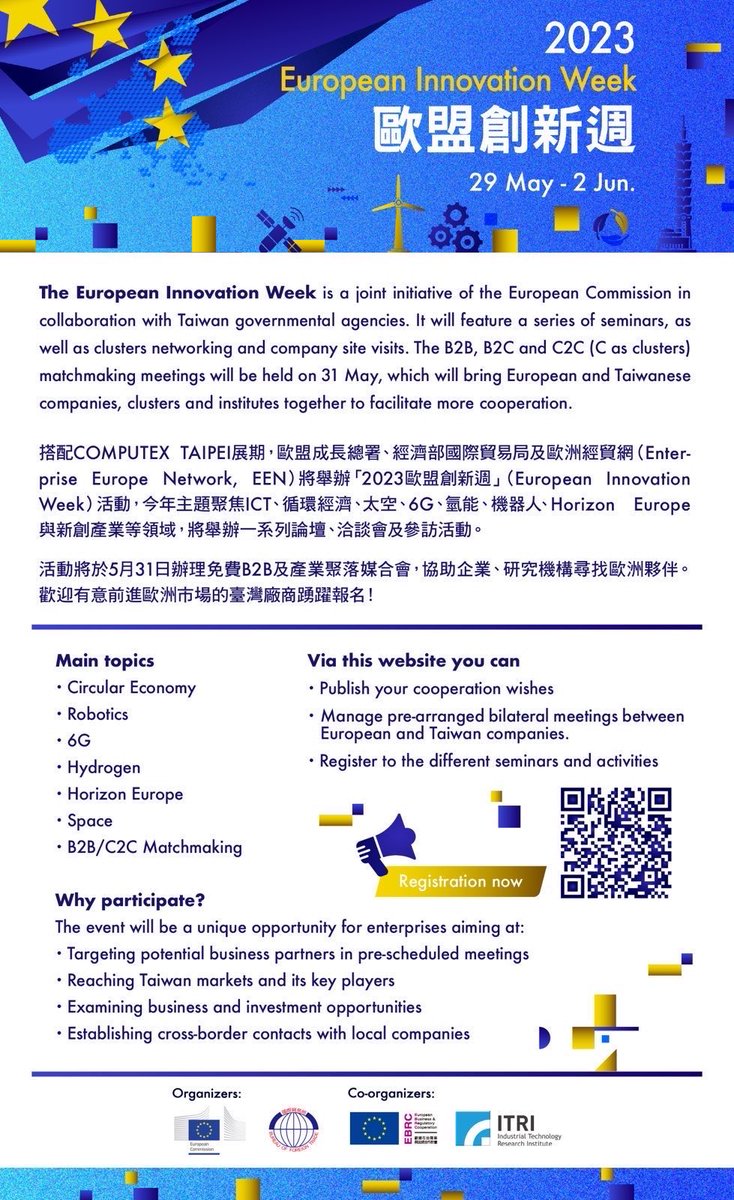 2023
European Innovation Week
歐盟創新週
29 May - 2 Jun.
The European Innovation Week is a joint initiative of the European Commission in
collaboration with Taiwan governmental agencies. It will feature a series of seminars, as
well as clusters networking and company site visits. The B2B, B2C and C2C (C as clusters)
matchmaking meetings will be held on 31 May, which will bring European and Taiwanese
companies, clusters and institutes together to facilitate more cooperation.
搭配COMPUTEX TAIPEI展期，歐盟成長總署、經濟部國際貿易局及歐洲經貿網（Enter-
prise Europe Network, EEN）將舉辦「2023歐盟創新週」（European Innovation
Week）活動，今年主題聚焦ICT、循環經濟、太空、6G、氫能、機器人、Horizon Europe
與新創產業等領域，將舉辦一系列論壇、洽談會及參訪活動。
活動將於5月31日辦理免費B2B及產業聚落媒合會，協助企業、研究機構尋找歐洲夥伴。
歡迎有意前進歐洲市場的臺灣廠商踴躍報名！
Main topics
・Circular Economy
・Robotics
・6G
・Hydrogen
・Horizon Europe
・Space
・B2B/C2C Matchmaking
Via this website you can
・Publish your cooperation wishes
・Manage pre-arranged bilateral meetings between
European and Taiwan companies.
・Register to the different seminars and activities
Registration now
Why participate?
The event will be a unique opportunity for enterprises aiming at:
・Targeting potential business partners in pre-scheduled meetings
・Reaching Taiwan markets and its key players
・Examining business and investment opportunities
・Establishing cross-border contacts with local companies
Organizers:
European
Commission
國際貿易局
BUREAU OF FOREIGN TRADE
Co-organizers:
EBRC
European
Business &
Regulatory
Cooperation
ITRI
Industrial Technology
Research Institute